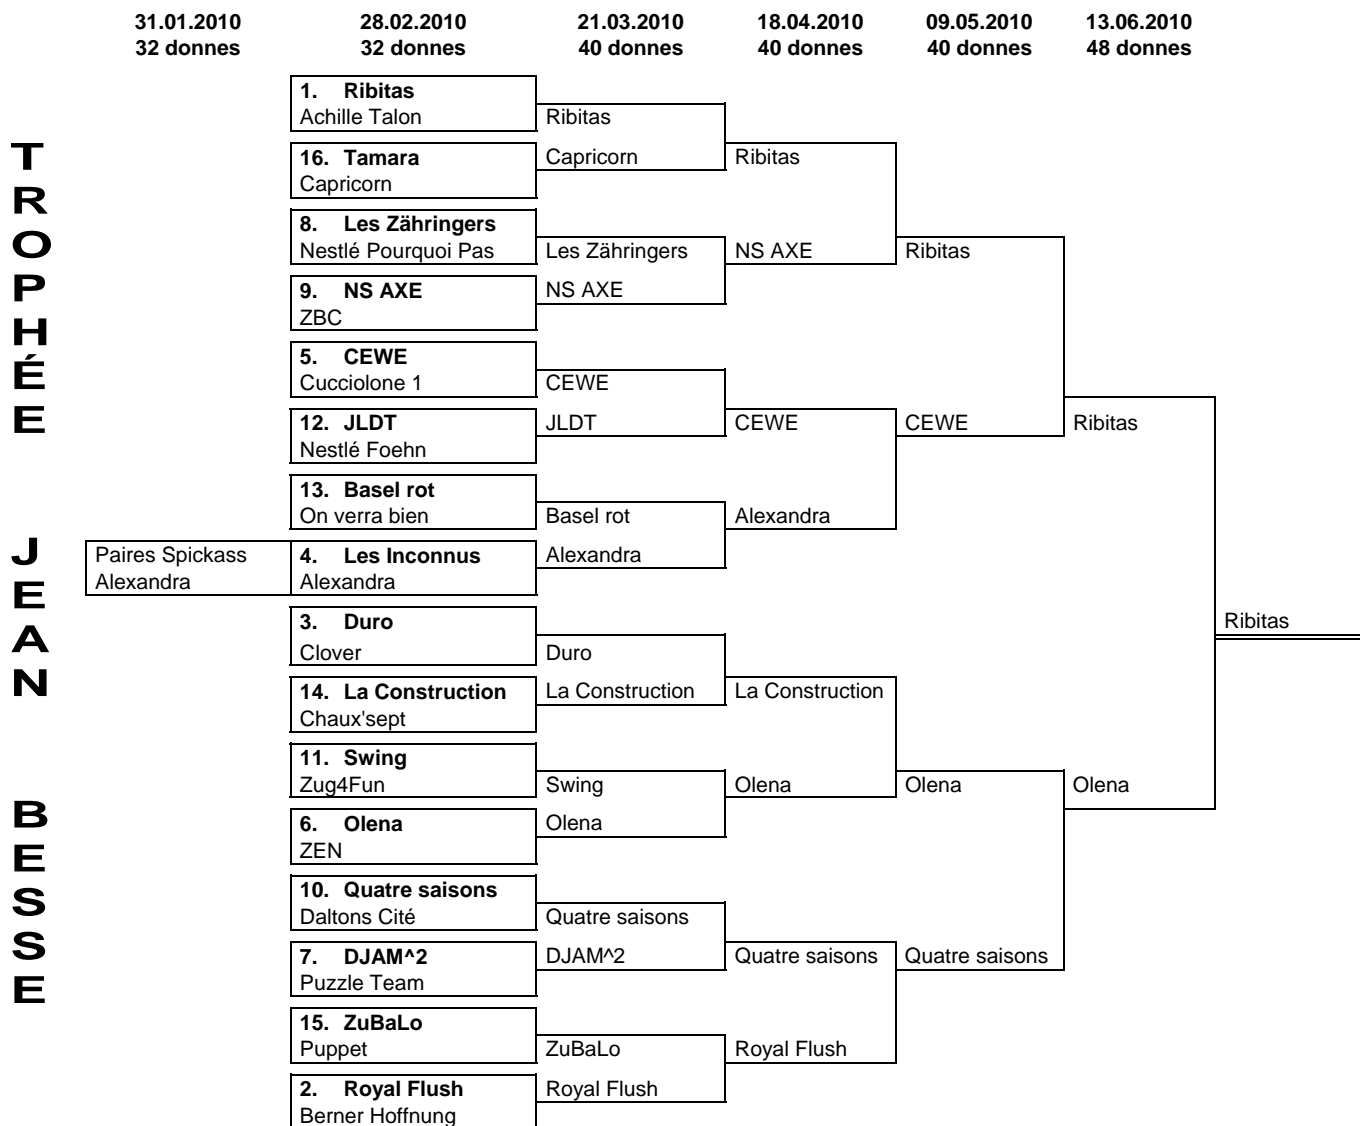 31.01.2010 28.02.2010 21.03.2010 18.04.2010 09.05.2010 13.06.2010
32 donnes 32 donnes 40 donnes 40 donnes 40 donnes 48 donnes
TROPHÉE JEAN BESSE
1. Ribitas
Achille Talon Ribitas
16. Tamara Capricorn Ribitas
Capricorn
8. Les Zähringers
Nestlé Pourquoi Pas Les Zähringers NS AXE Ribitas
9. NS AXE NS AXE
ZBC
5. CEWE
Cucciolone 1 CEWE
12. JLDT JLDT CEWE CEWE Ribitas
Nestlé Foehn
13. Basel rot
On verra bien Basel rot Alexandra
Paires Spickass 4. Les Inconnus Alexandra
Alexandra Alexandra
3. Duro Ribitas
Clover Duro
14. La Construction La Construction La Construction
Chaux'sept
11. Swing
Zug4Fun Swing Olena Olena Olena
6. Olena Olena
ZEN
10. Quatre saisons
Daltons Cité Quatre saisons
7. DJAM^2 DJAM^2 Quatre saisons Quatre saisons
Puzzle Team
15. ZuBaLo
Puppet ZuBaLo Royal Flush
2. Royal Flush Royal Flush
Berner Hoffnung